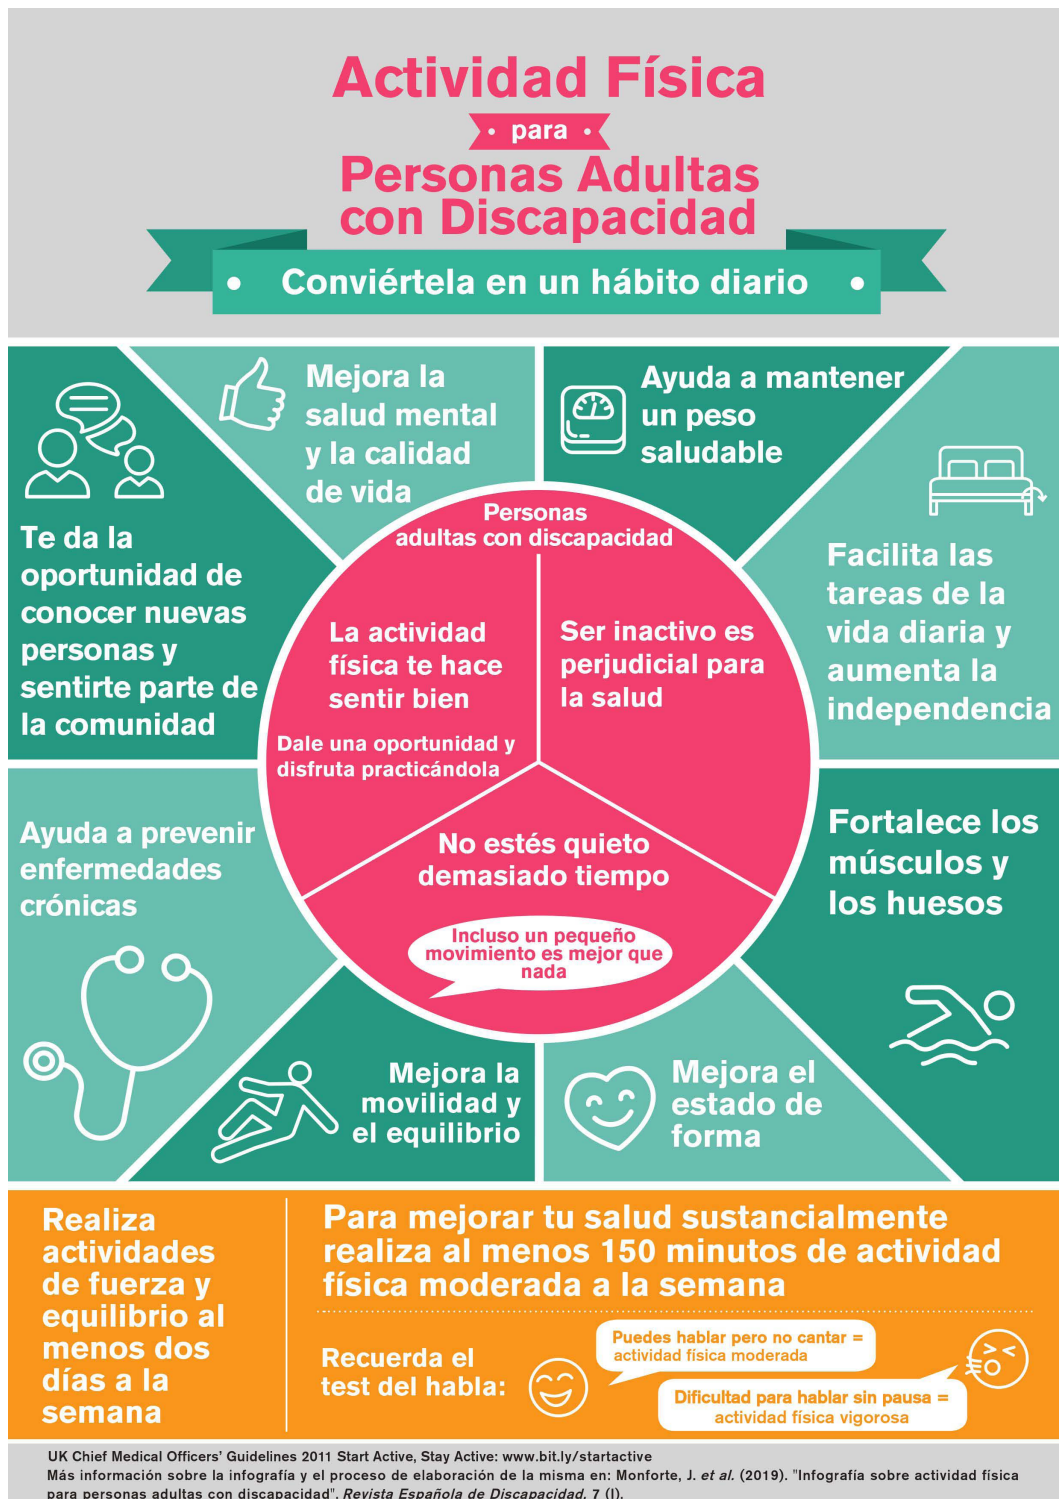 Actividad Física
para
Personas Adultas
con Discapacidad
Conviértela en un hábito diario
Te da la
oportunidad de
conocer nuevas
personas y
sentirte parte de
la comunidad
Mejora la
salud mental
y la calidad
de vida
Ayuda a mantener
un peso
saludable
Facilita las
tareas de la
vida diaria y
aumenta la
independencia
Personas
adultas con discapacidad
La actividad
física te hace
sentir bien
Dale una oportunidad y
disfruta practicándola
Ser inactivo es
perjudicial para
la salud
No estés quieto
demasiado tiempo
Incluso un pequeño
movimiento es mejor que
nada
Ayuda a prevenir
enfermedades
crónicas
Fortalece los
músculos y
los huesos
Mejora la
movilidad y
el equilibrio
Mejora el
estado de
forma
Realiza
actividades
de fuerza y
equilibrio al
menos dos
días a la
semana
Para mejorar tu salud sustancialmente
realiza al menos 150 minutos de actividad
física moderada a la semana
Recuerda el
test del habla:
Puedes hablar pero no cantar =
actividad física moderada
Dificultad para hablar sin pausa =
actividad física vigorosa
UK Chief Medical Officers' Guidelines 2011 Start Active, Stay Active: www.bit.ly/startactive
Más información sobre la infografía y el proceso de elaboración de la misma en: Monforte, J. et al. (2019). "Infografía sobre actividad física
para personas adultas con discapacidad". Revista Española de Discapacidad, 7 (I).